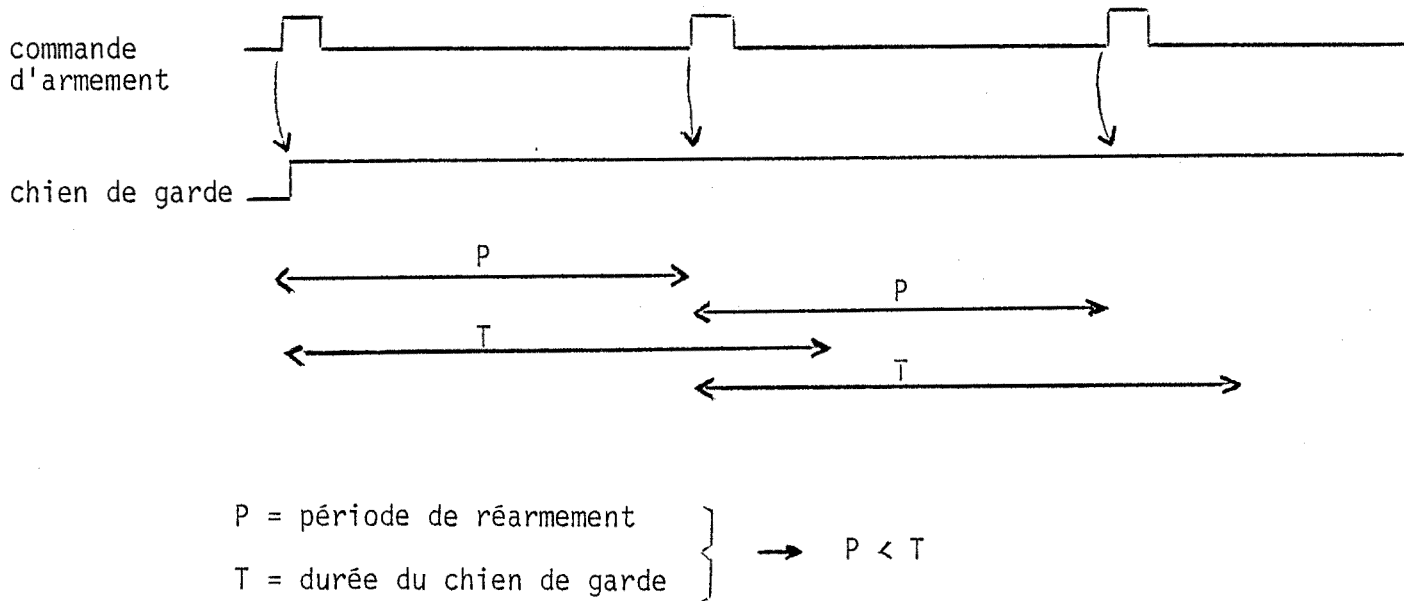 commande
d'armement
chien de garde
P
P
T
T
P = période de réarmement
T = durée du chien de garde
→ P < T